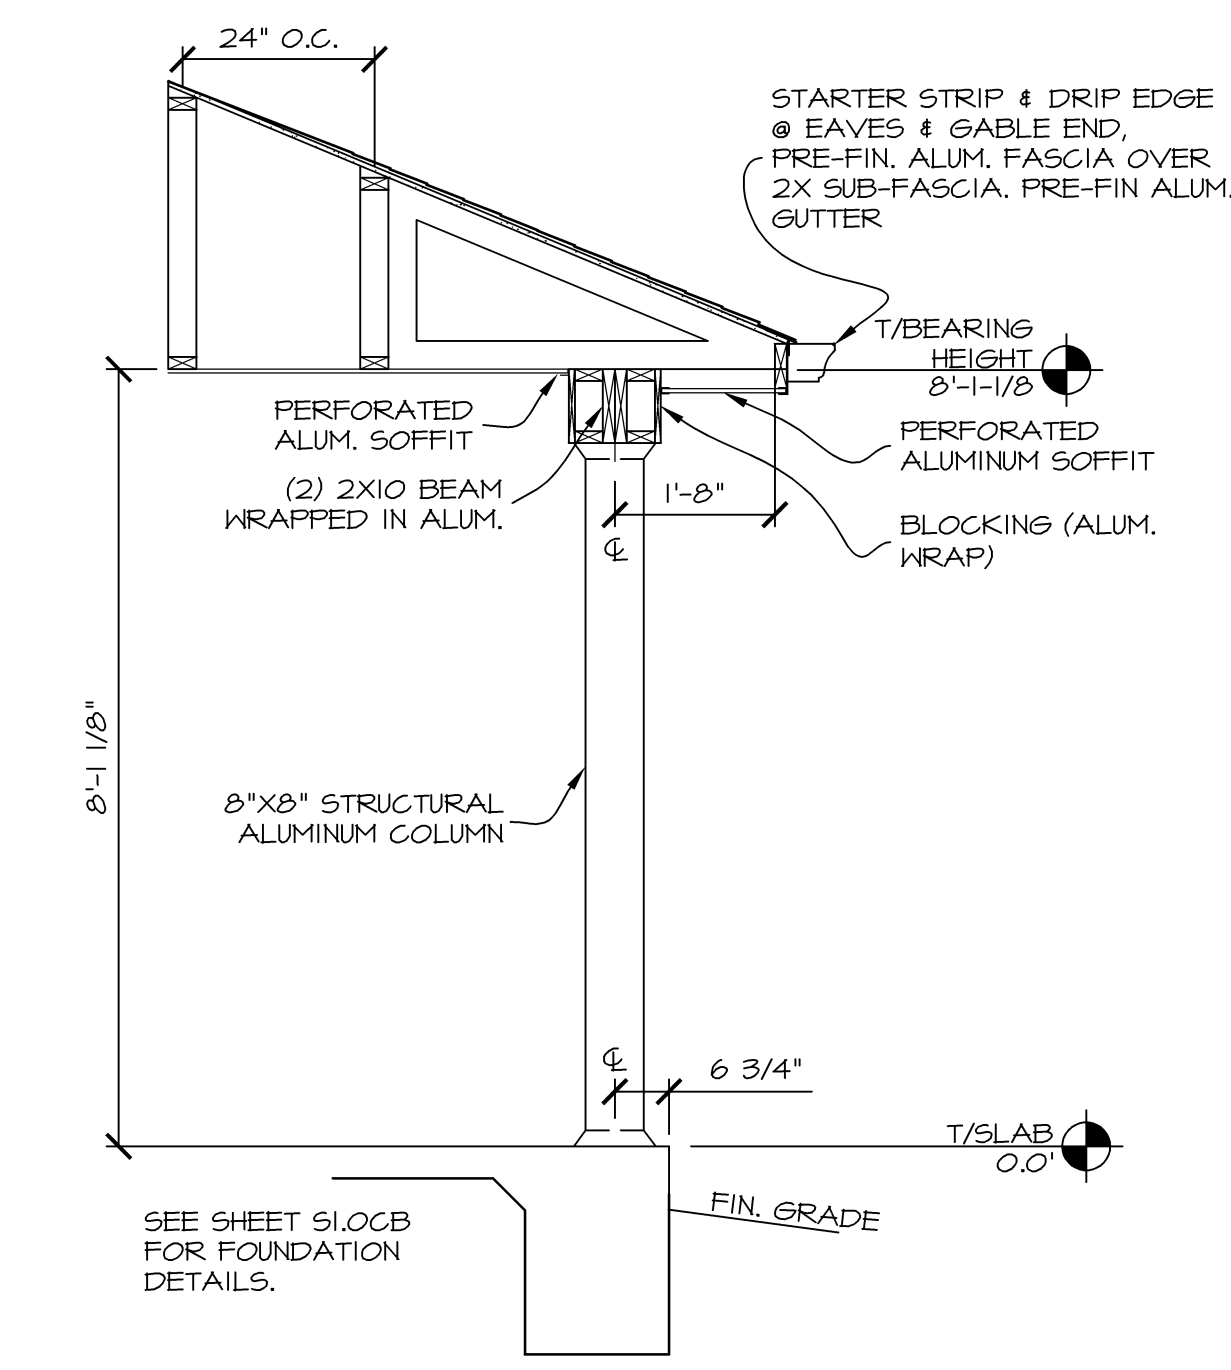 24" O.C.
STARTER STRIP & DRIP EDGE
@ EAVES & GABLE END,
PRE-FIN. ALUM. FASCIA OVER
2X SUB-FASCIA. PRE-FIN ALUM.
GUTTER
T/BEARING
HEIGHT
8'-1-1/8
PERFORATED
ALUM. SOFFIT
PERFORATED
ALUMINUM SOFFIT
(2) 2X10 BEAM
WRAPPED IN ALUM.
1'-8"
℄
BLOCKING (ALUM.
WRAP)
8'-1 1/8"
8"X8" STRUCTURAL
ALUMINUM COLUMN
℄
6 3/4"
T/SLAB
0.0'
FIN. GRADE
SEE SHEET S1.0CB
FOR FOUNDATION
DETAILS.